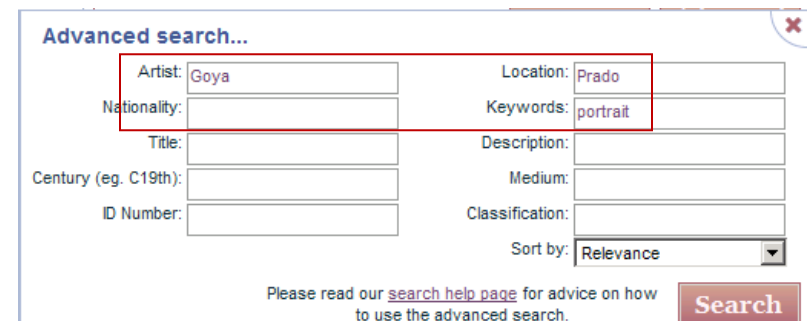 Advanced search...
Artist: Goya Location: Prado
Nationality: Keywords: portrait
Title: Description:
Century (eg. C19th): Medium:
ID Number: Classification:
Sort by: Relevance
Please read our search help page for advice on how
to use the advanced search.
Search